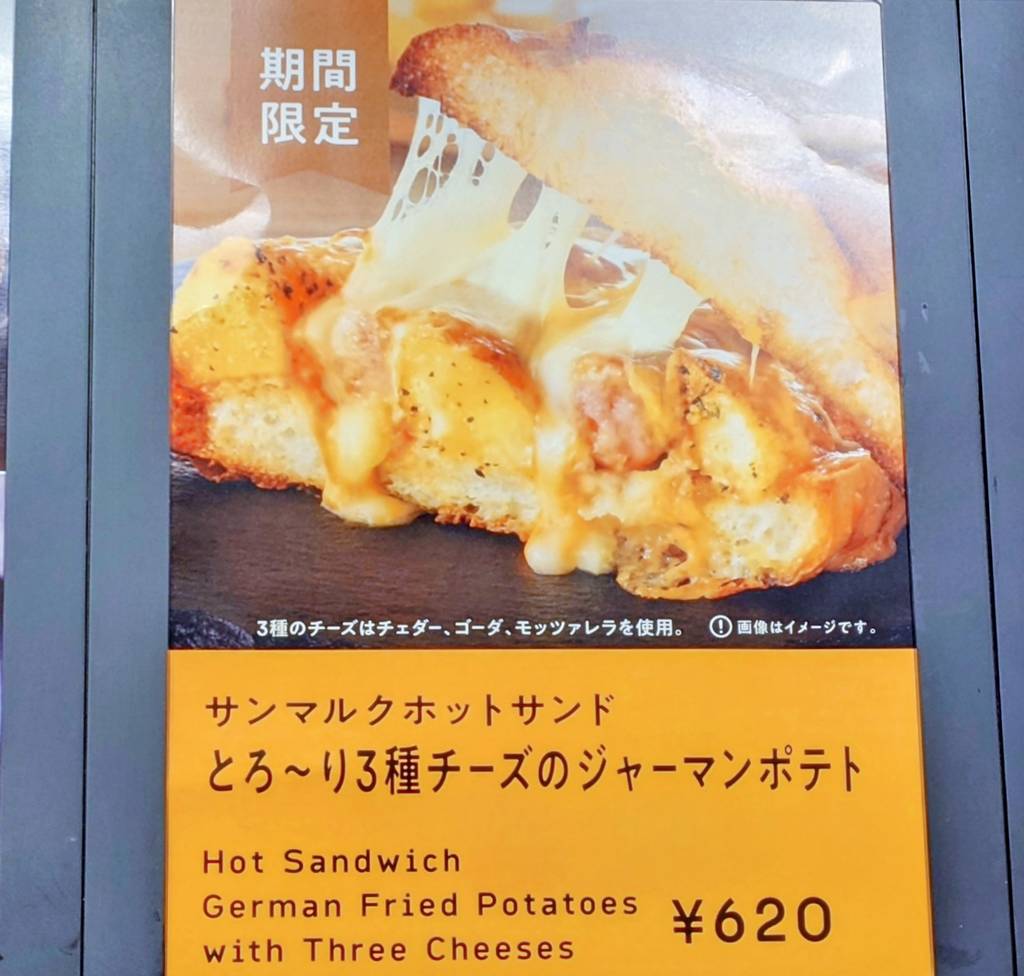 期間
限定
3種のチーズはチェダー、ゴーダ、モッツァレラを使用。 ! 画像はイメージです。
サンマルクホットサンド
とろ〜り3種チーズのジャーマンポテト
Hot Sandwich
German Fried Potatoes
with Three Cheeses
¥620